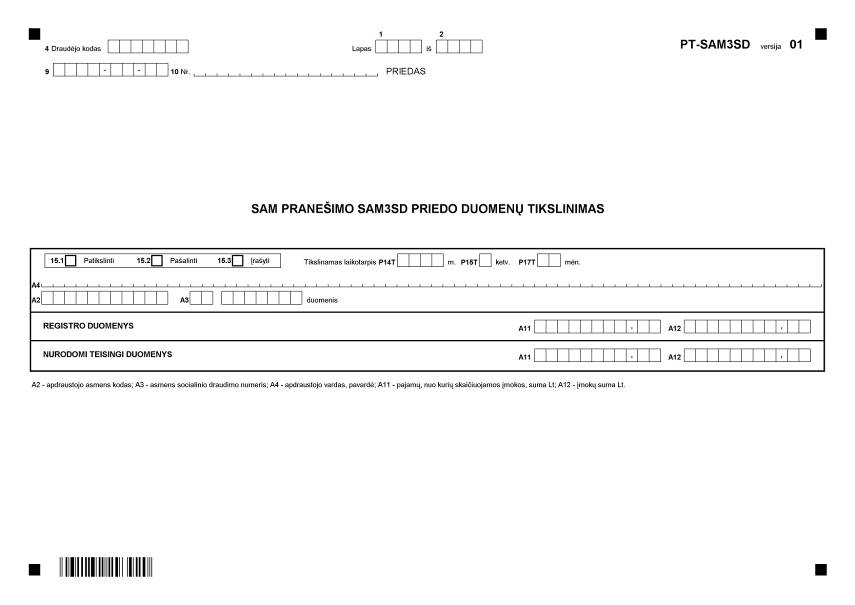 1 2
4 Draudėjo kodas Lapas iš PT-SAM3SD versija 01
9 - - 10 Nr. PRIEDAS
SAM PRANEŠIMO SAM3SD PRIEDO DUOMENŲ TIKSLINIMAS
15.1 Patikslinti 15.2 Pašalinti 15.3 Įrašyti Tikslinamas laikotarpis P14T m. P15T ketv. P17T mėn.
A4
A2 A3 duomenis
REGISTRO DUOMENYS A11 , A12 ,
NURODOMI TEISINGI DUOMENYS A11 , A12 ,
A2 - apdraustojo asmens kodas; A3 - asmens socialinio draudimo numeris; A4 - apdraustojo vardas, pavardė; A11 - pajamų, nuo kurių skaičiuojamos įmokos, suma Lt; A12 - įmokų suma Lt.